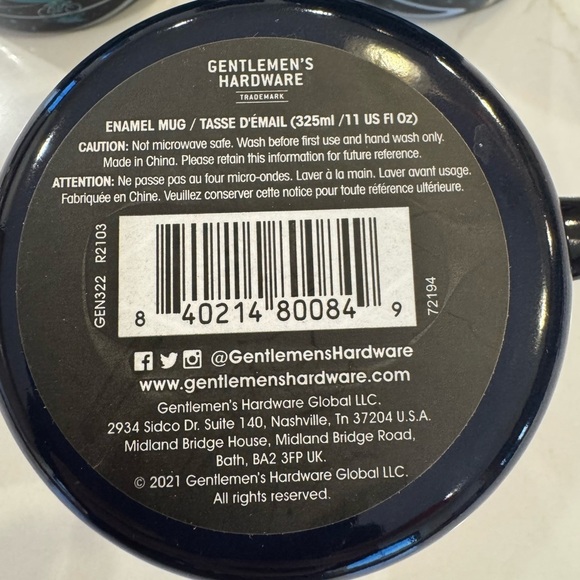 GENTLEMEN'S
HARDWARE
TRADEMARK
ENAMEL MUG / TASSE D'ÉMAIL (325ml /11 US Fl Oz)
CAUTION: Not microwave safe. Wash before first use and hand wash only.
Made in China. Please retain this information for future reference.
ATTENTION: Ne passe pas au four micro-ondes. Laver à la main. Laver avant usage.
Fabriquée en Chine. Veuillez conserver cette notice pour toute référence ultérieure.
GEN322 R2103
8 40214 80084 9
72194
@GentlemensHardware
www.gentlemenshardware.com
Gentlemen's Hardware Global LLC.
2934 Sidco Dr. Suite 140, Nashville, Tn 37204 U.S.A.
Midland Bridge House, Midland Bridge Road,
Bath, BA2 3FP UK.
© 2021 Gentlemen's Hardware Global LLC.
All rights reserved.